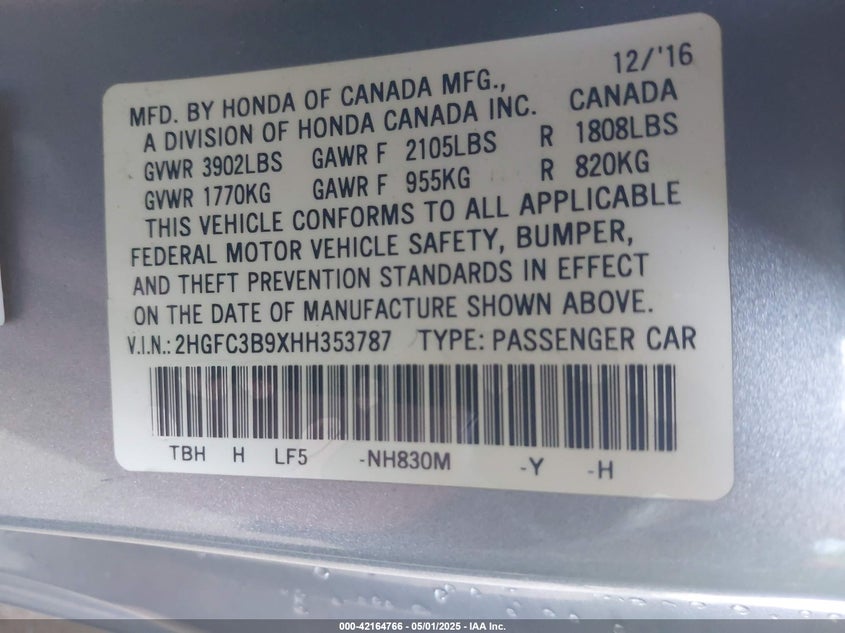 12/'16
MFD. BY HONDA OF CANADA MFG.,
A DIVISION OF HONDA CANADA INC. CANADA
GVWR 3902LBS GAWR F 2105LBS R 1808LBS
GVWR 1770KG GAWR F 955KG R 820KG
THIS VEHICLE CONFORMS TO ALL APPLICABLE
FEDERAL MOTOR VEHICLE SAFETY, BUMPER,
AND THEFT PREVENTION STANDARDS IN EFFECT
ON THE DATE OF MANUFACTURE SHOWN ABOVE.
V.I.N.: 2HGFC3B9XHH353787 TYPE: PASSENGER CAR
TBH H LF5 -NH830M -Y -H
000-42164766 - 05/01/2025 - IAA Inc.